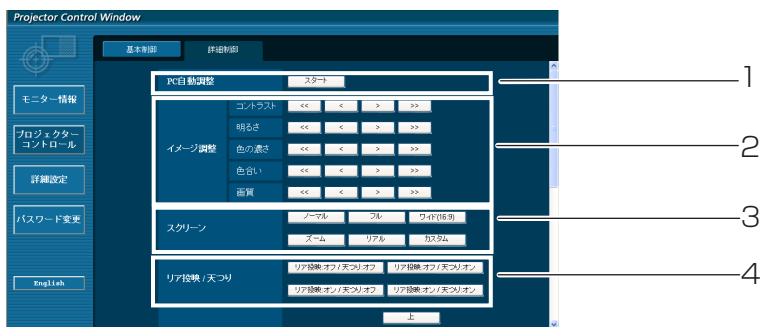 Projector Control Window
基本制御 詳細制御
モニター情報
プロジェクター
コントロール
詳細設定
パスワード変更
English
PC自動調整 スタート
イメージ調整
コントラスト << < > >>
明るさ << < > >>
色の濃さ << < > >>
色合い << < > >>
画質 << < > >>
スクリーン
ノーマル フル ワイド(16:9)
ズーム リアル カスタム
リア投映 / 天つり
リア投映:オフ / 天つり:オフ リア投映:オフ / 天つり:オン
リア投映:オン / 天つり:オフ リア投映:オン / 天つり:オン
上
1
2
3
4